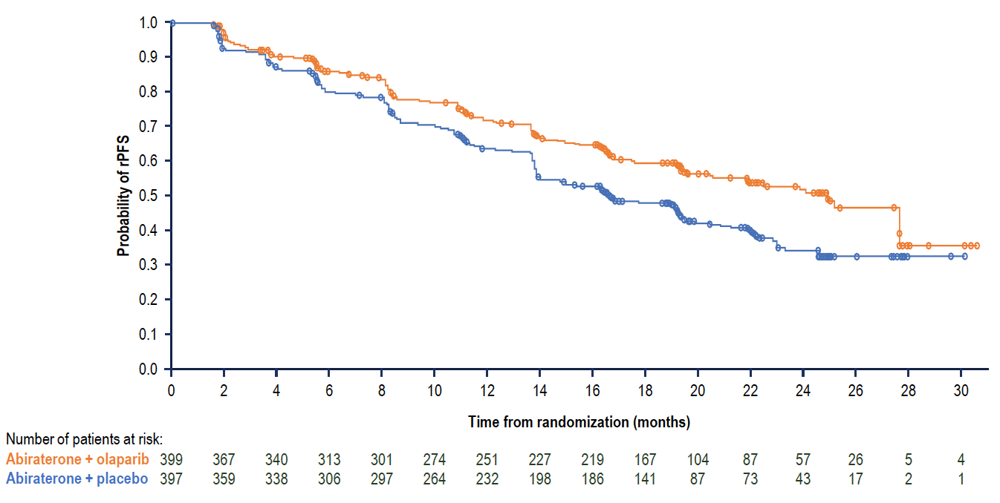 1.0
0.9
0.8
0.7
0.6
0.5
0.4
0.3
0.2
0.1
0.0
Probability of rPFS
0 2 4 6 8 10 12 14 16 18 20 22 24 26 28 30
Time from randomization (months)
Number of patients at risk:
Abiraterone + olaparib 399 367 340 313 301 274 251 227 219 167 104 87 57 26 5 4
Abiraterone + placebo 397 359 338 306 297 264 232 198 186 141 87 73 43 17 2 1